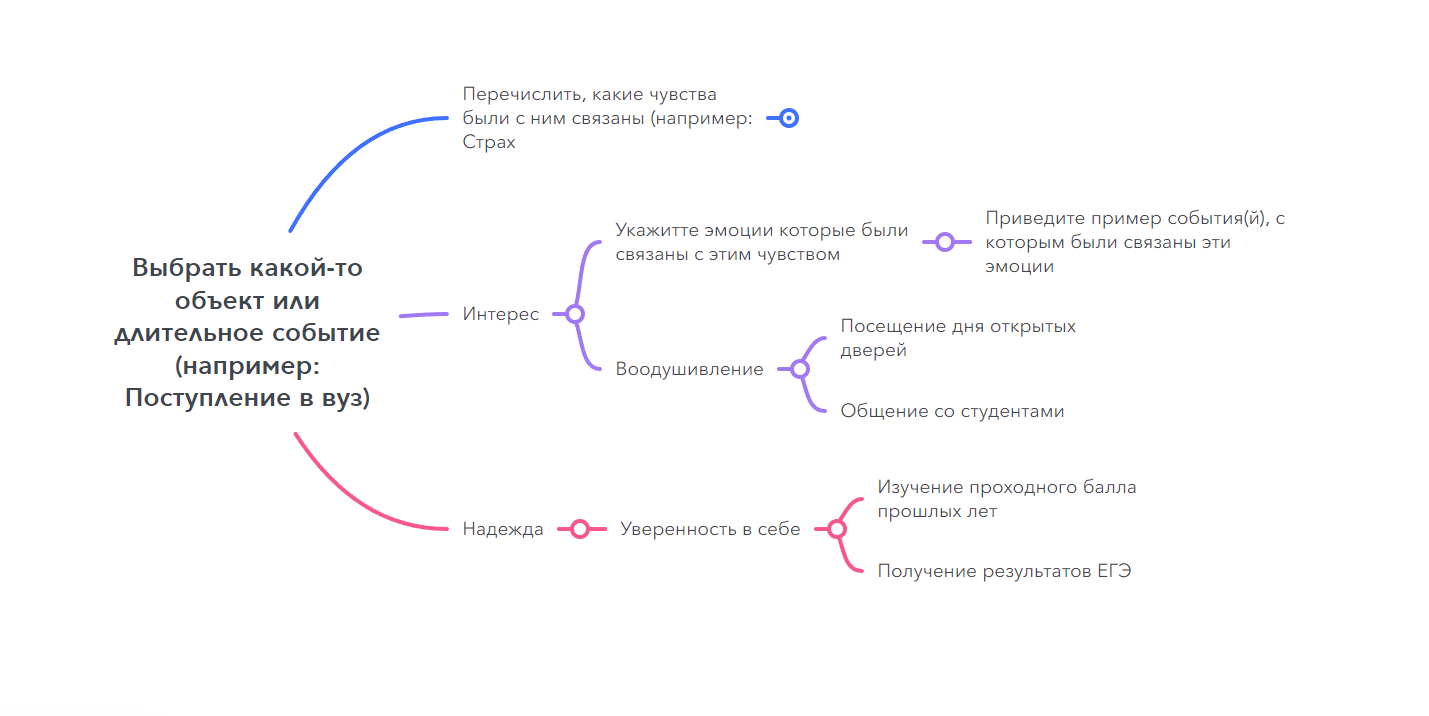 Выбрать какой-то
объект или
длительное событие
(например:
Поступление в вуз)
Перечислить, какие чувства
были с ним связаны (например:
Страх
Интерес
Укажитте эмоции которые были
связаны с этим чувством
Приведите пример события(й), с
которым были связаны эти
эмоции
Воодушивление
Посещение дня открытых
дверей
Общение со студентами
Надежда
Уверенность в себе
Изучение проходного балла
прошлых лет
Получение результатов ЕГЭ